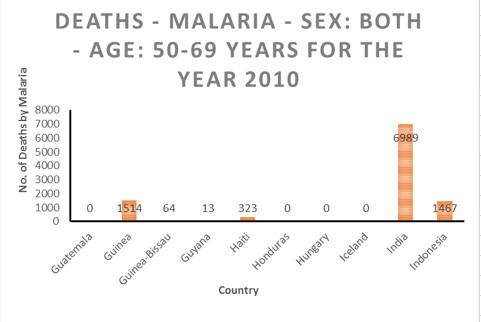 DEATHS - MALARIA - SEX: BOTH
- AGE: 50-69 YEARS FOR THE
YEAR 2010
No. of Deaths by Malaria
8000
7000
6000
5000
4000
3000
2000
1000
0
0
1514
64
13
323
0
0
0
6989
1467
Guatemala
Guinea
Guinea-Bissau
Guyana
Haiti
Honduras
Hungary
Iceland
India
Indonesia
Country